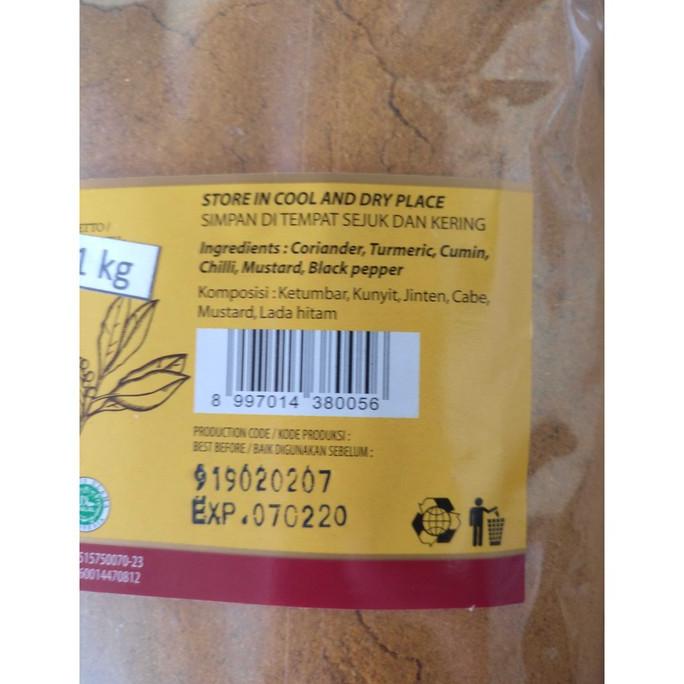 STORE IN COOL AND DRY PLACE
SIMPAN DI TEMPAT SEJUK DAN KERING
1 kg
Ingredients : Coriander, Turmeric, Cumin,
Chilli, Mustard, Black pepper
Komposisi : Ketumbar, Kunyit, Jinten, Cabe,
Mustard, Lada hitam
8 997014 380056
PRODUCTION CODE / KODE PRODUKSI :
BEST BEFORE / BAIK DIGUNAKAN SEBELUM :
919020207
EXP.070220
515750070-23
60014470812